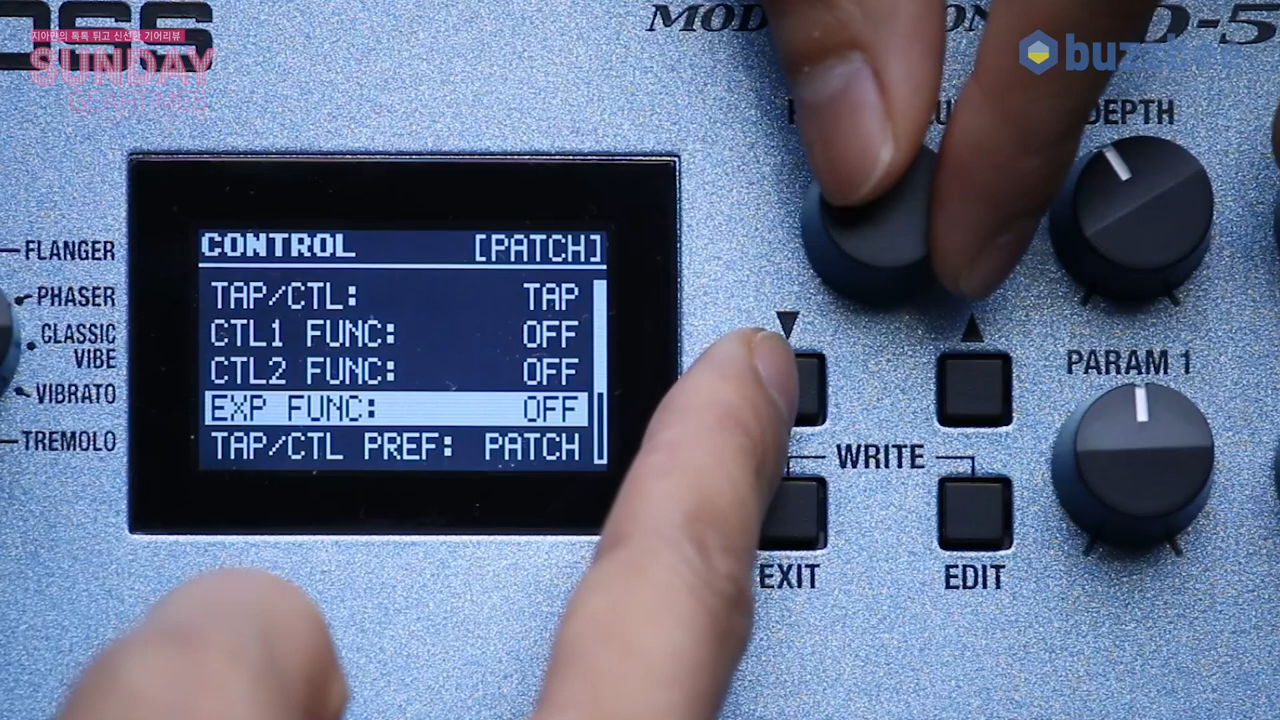 지아만의 톡톡 튀고 신선한 기어리뷰
SUNDAY
DEPTH
FLANGER
PHASER
CLASSIC
VIBE
VIBRATO
TREMOLO
CONTROL [PATCH]
TAP/CTL: TAP
CTL1 FUNC: OFF
CTL2 FUNC: OFF
EXP FUNC: OFF
TAP/CTL PREF: PATCH
PARAM 1
WRITE
EXIT
EDIT